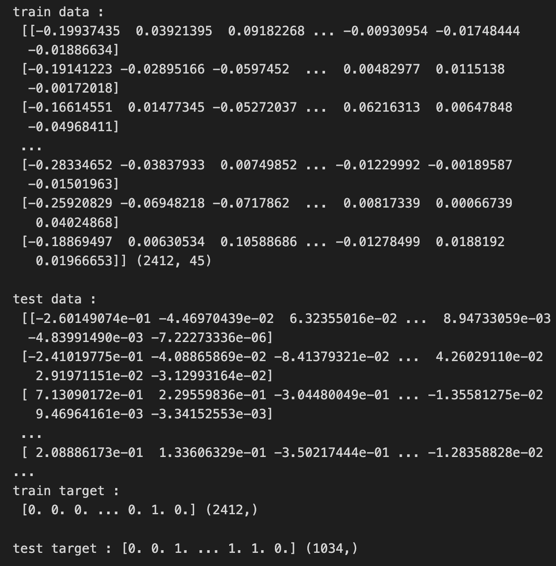 train data :
[[-0.19937435  0.03921395  0.09182268 ... -0.00930954 -0.01748444
-0.01886634]
[-0.19141223 -0.02895166 -0.0597452  ...  0.00482977  0.0115138
-0.00172018]
[-0.16614551  0.01477345 -0.05272037 ...  0.06216313  0.00647848
-0.04968411]
...
[-0.28334652 -0.03837933  0.00749852 ... -0.01229992 -0.00189587
-0.01501963]
[-0.25920829 -0.06948218 -0.0717862  ...  0.00817339  0.00066739
0.04024868]
[-0.18869497  0.00630534  0.10588686 ... -0.01278499  0.0188192
0.01966653]] (2412, 45)
test data :
[[-2.60149074e-01 -4.46970439e-02  6.32355016e-02 ...  8.94733059e-03
-4.83991490e-03 -7.22273336e-06]
[-2.41019775e-01 -4.08865869e-02 -8.41379321e-02 ...  4.26029110e-02
2.91971151e-02 -3.12993164e-02]
[ 7.13090172e-01  2.29559836e-01 -3.04480049e-01 ... -1.35581275e-02
9.46964161e-03 -3.34152553e-03]
...
[ 2.08886173e-01  1.33606329e-01 -3.50217444e-01 ... -1.28358828e-02
...
train target :
[0. 0. 0. ... 0. 1. 0.] (2412,)
test target : [0. 0. 1. ... 1. 1. 0.] (1034,)